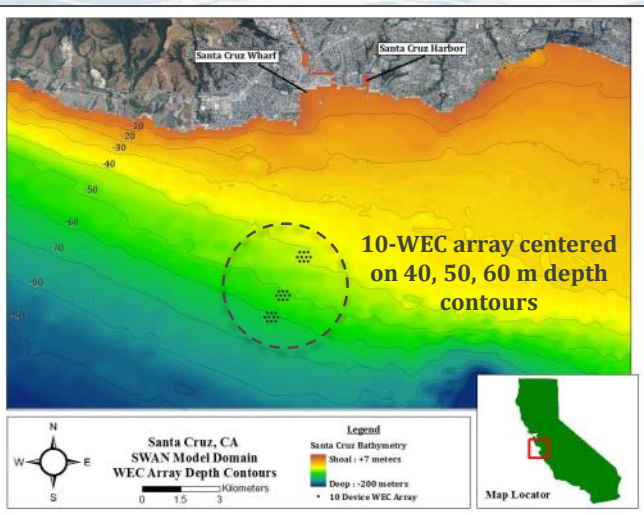 Santa Cruz Wharf
Santa Cruz Harbor
-10
-20
-30
-40
-50
-60
-70
-80
-90
10-WEC array centered
on 40, 50, 60 m depth
contours
N
W
E
S
Santa Cruz, CA
SWAN Model Domain
WEC Array Depth Contours
Kilometers
0 1.5 3
Legend
Santa Cruz Bathymetry
Shoal : +7 meters
Deep : -200 meters
10 Device WEC Array
Map Locator